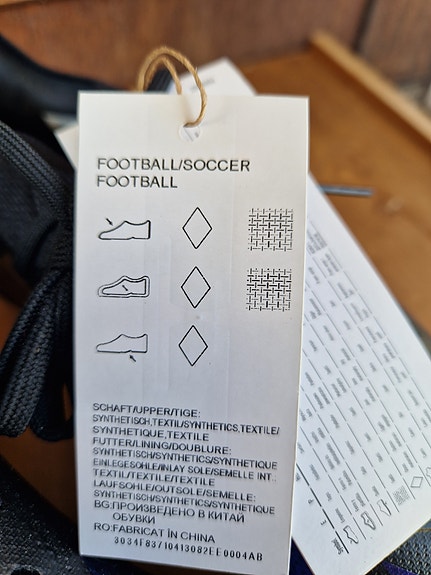 FOOTBALL/SOCCER
FOOTBALL
SCHAFT/UPPER/TIGE:
SYNTHETISCH,TEXTIL/SYNTHETICS,TEXTILE/
SYNTHETIQUE,TEXTILE
FUTTER/LINING/DOUBLURE:
SYNTHETISCH/SYNTHETICS/SYNTHETIQUE
EINLEGESOHLE/INLAY SOLE/SEMELLE INT.:
TEXTIL/TEXTILE/TEXTILE
LAUFSOHLE/OUTSOLE/SEMELLE:
SYNTHETISCH/SYNTHETICS/SYNTHETIQUE
BG:ПРОИЗВЕДЕНО В КИТАЙ
ОБУВКИ
RO:FABRICAT ÎN CHINA
3034F83710413082EE0004AB